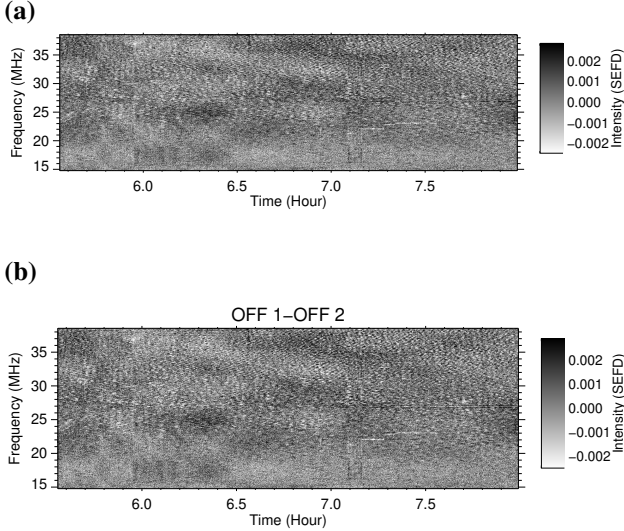 (a)
35
30
25
20
15
Frequency (MHz)
6.0 6.5 7.0 7.5
Time (Hour)
0.002
0.001
0.000
−0.001
−0.002
Intensity (SEFD)
(b)
OFF 1−OFF 2
35
30
25
20
15
Frequency (MHz)
6.0 6.5 7.0 7.5
Time (Hour)
0.002
0.001
0.000
−0.001
−0.002
Intensity (SEFD)